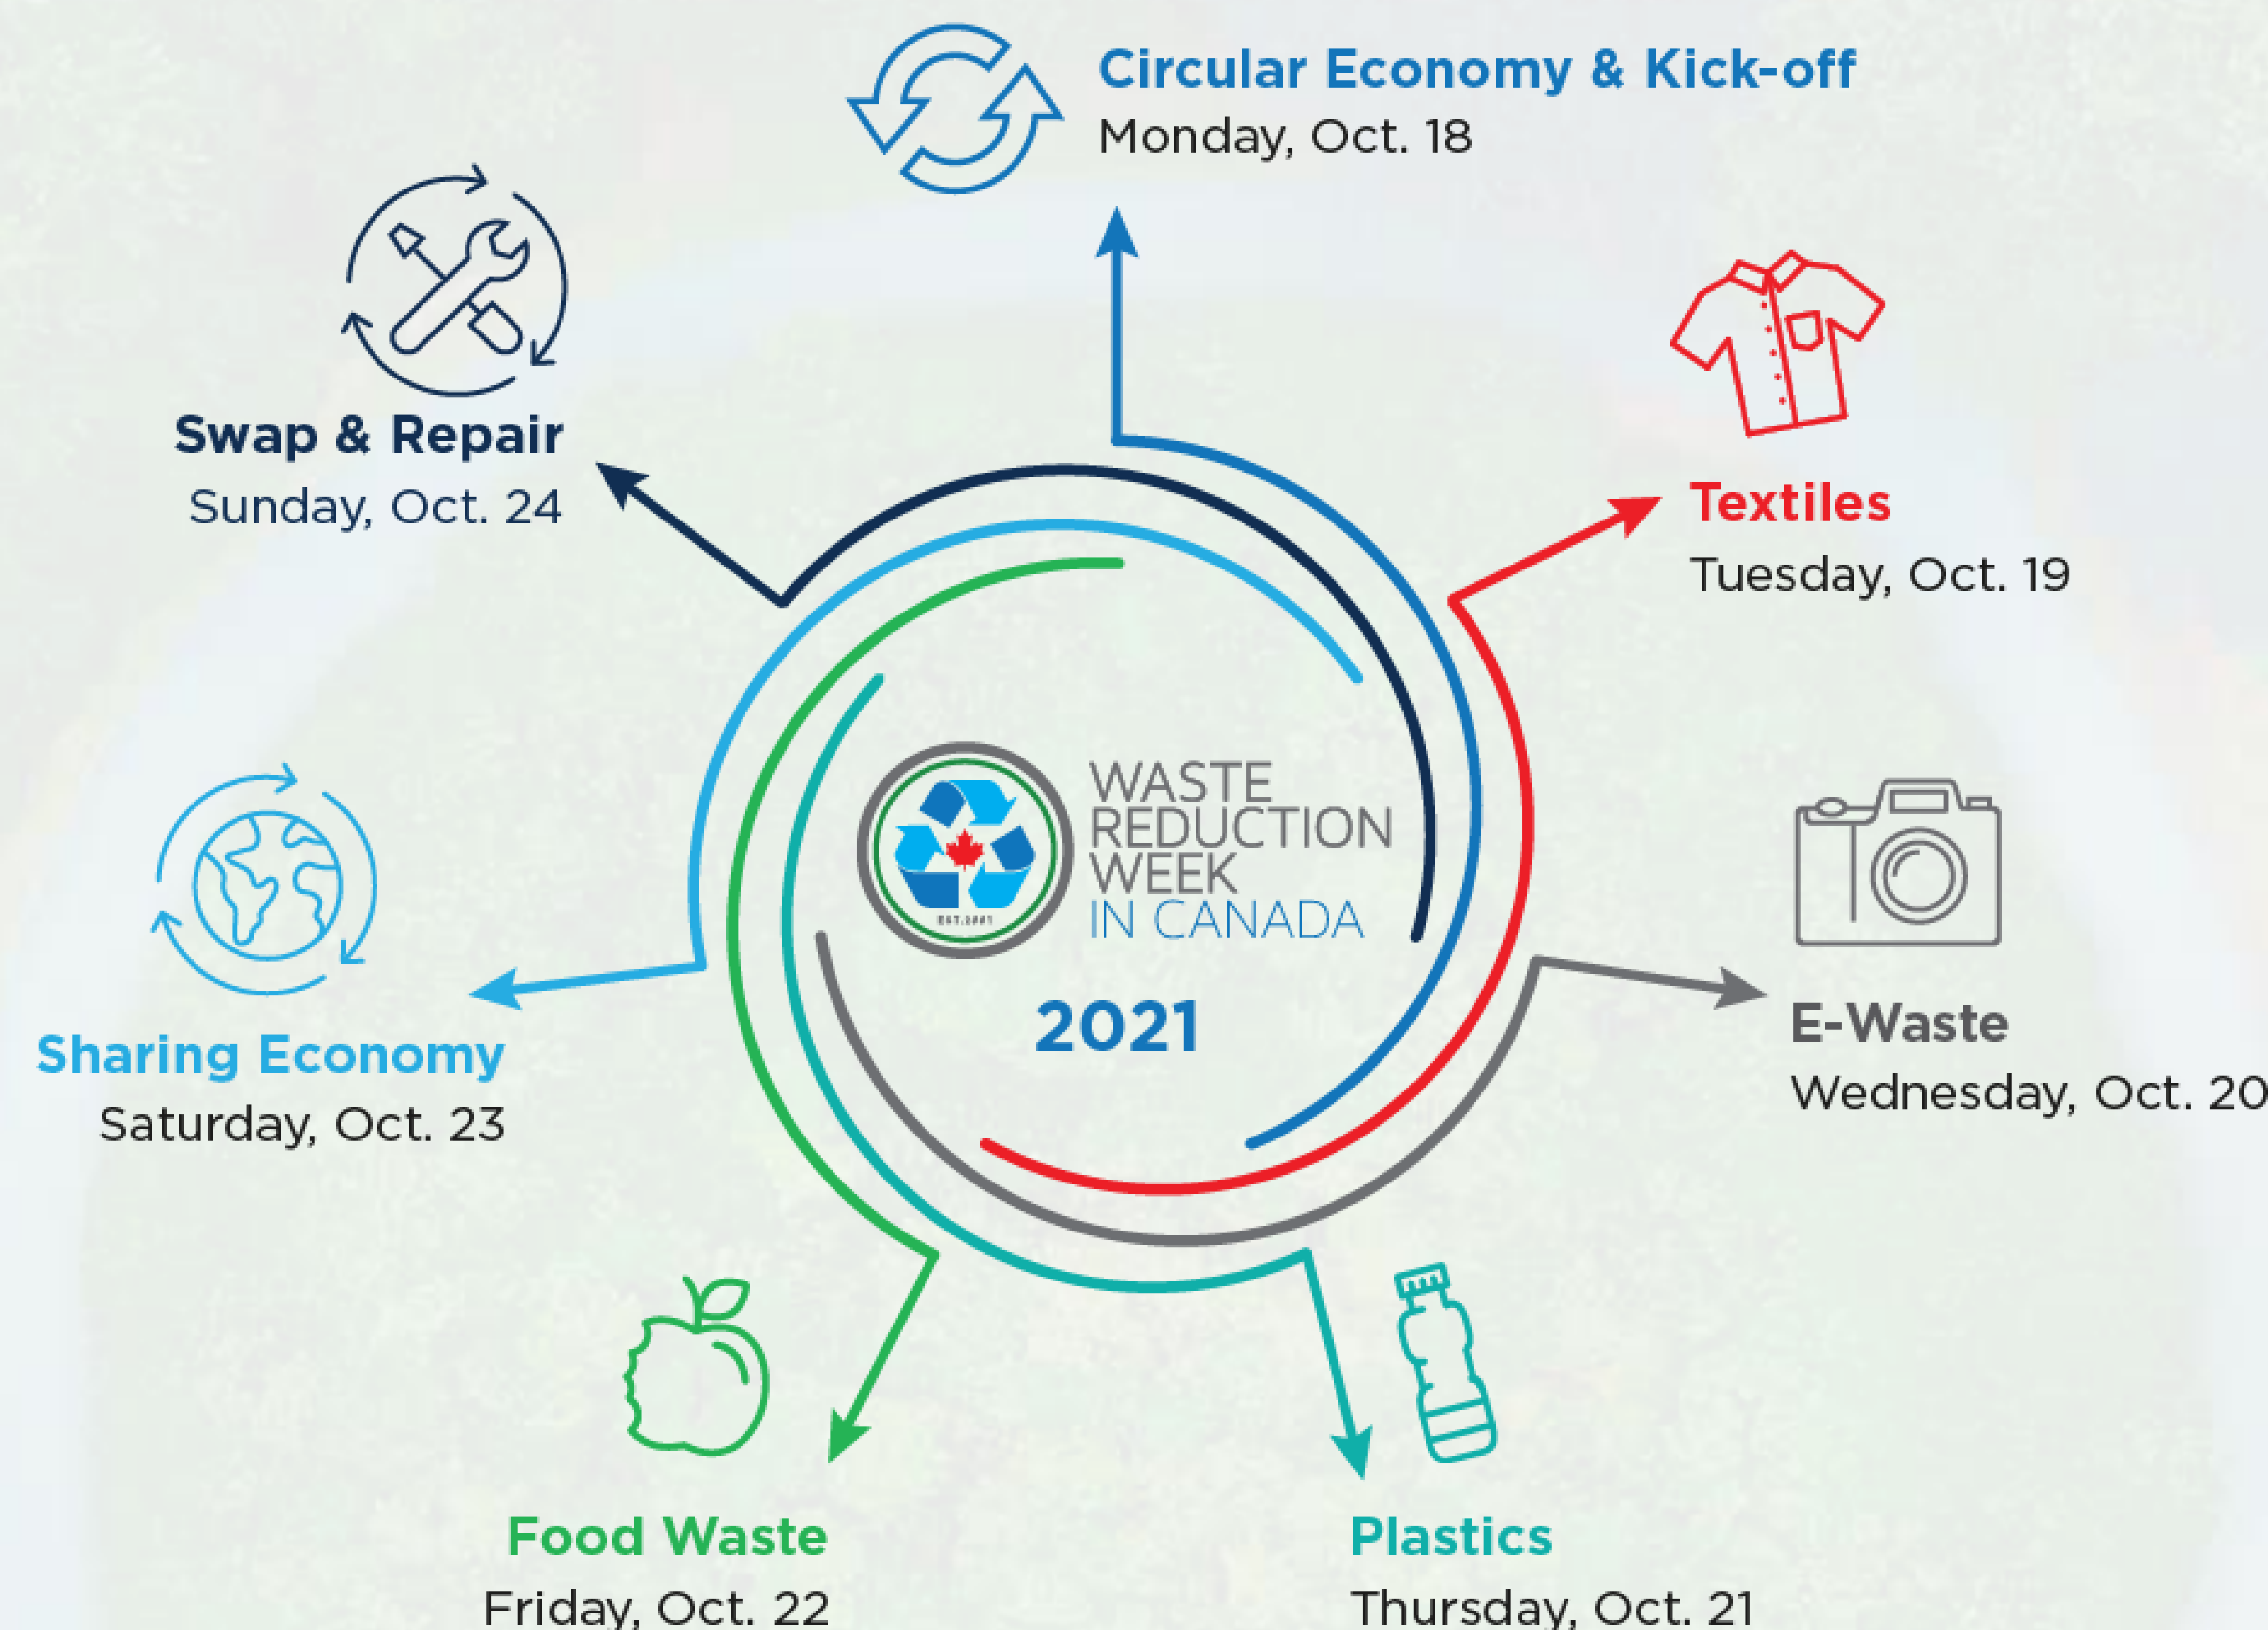 Circular Economy & Kick-off
Monday, Oct. 18
Textiles
Tuesday, Oct. 19
E-Waste
Wednesday, Oct. 20
Plastics
Thursday, Oct. 21
Food Waste
Friday, Oct. 22
Sharing Economy
Saturday, Oct. 23
Swap & Repair
Sunday, Oct. 24
WASTE
REDUCTION
WEEK
IN CANADA
EST. 2001
2021